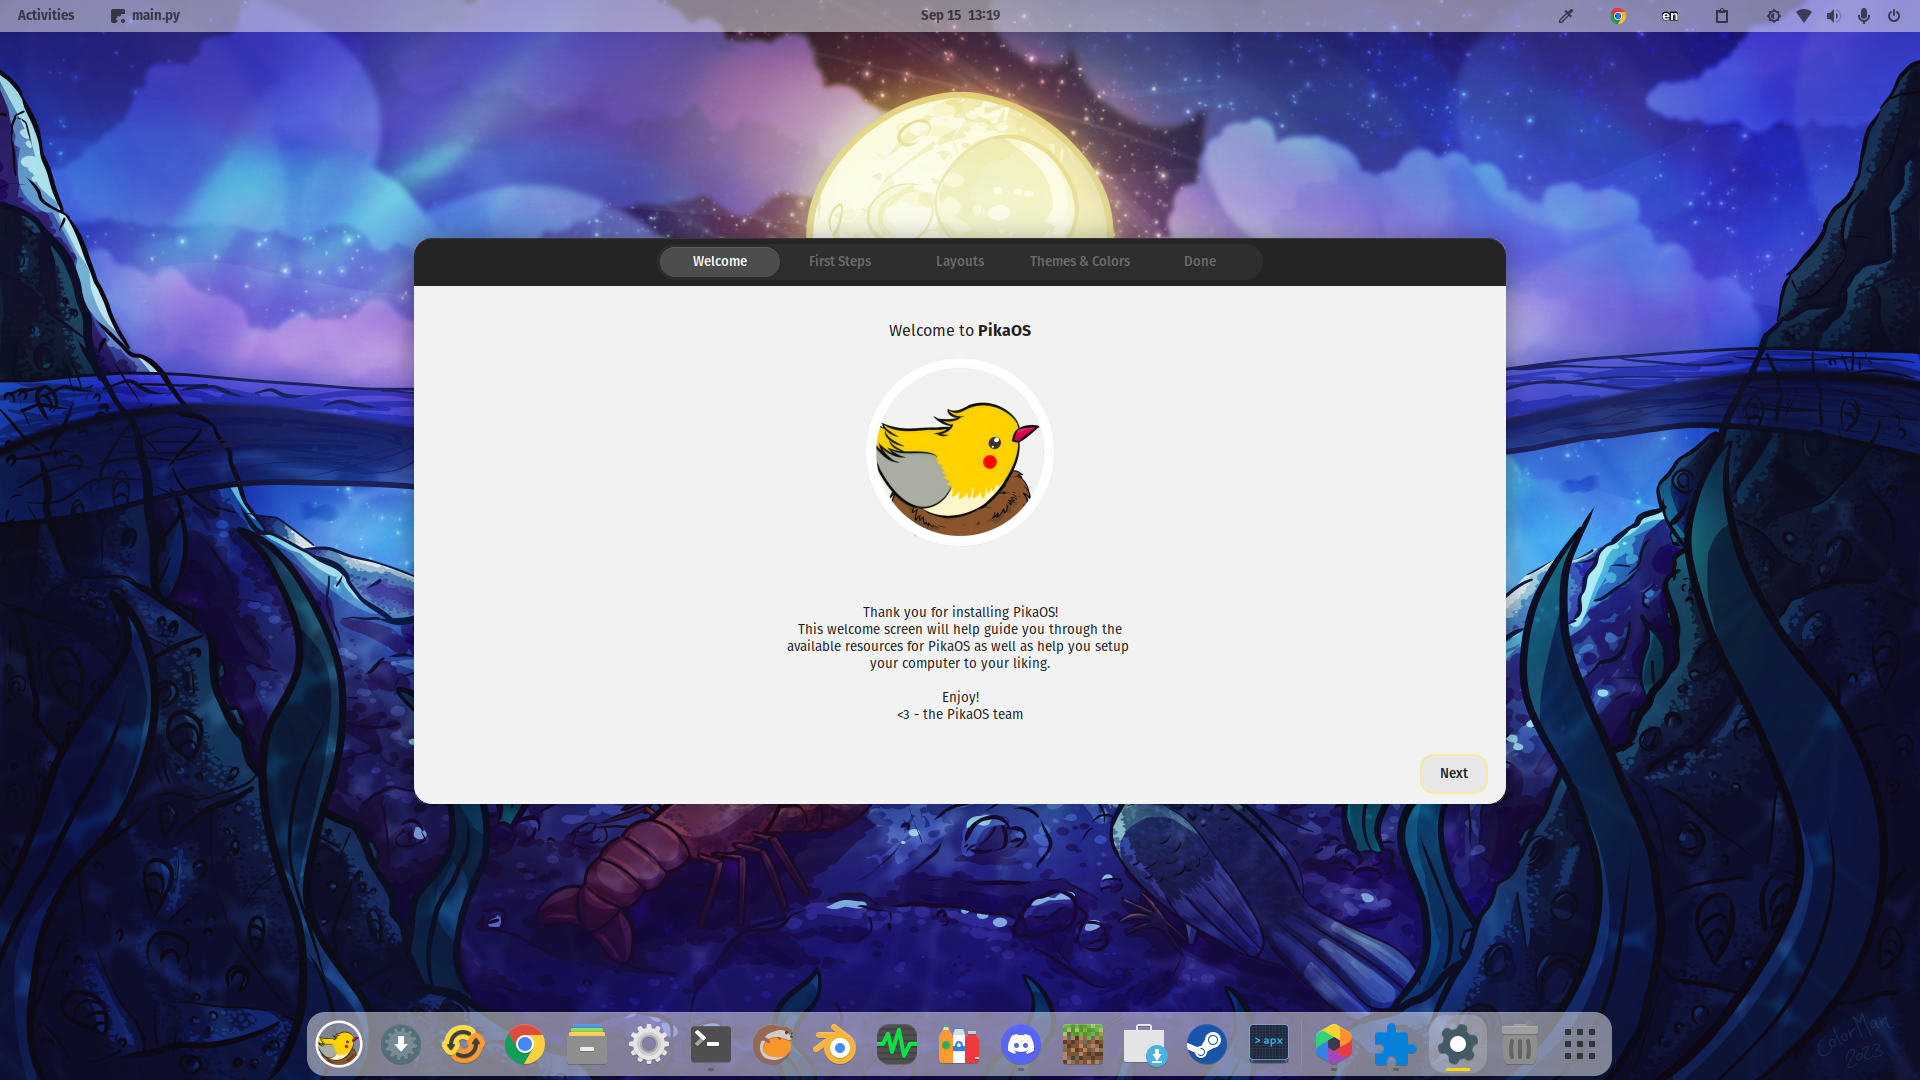 Activities
main.py
Sep 15 13:19
en
Welcome
First Steps
Layouts
Themes & Colors
Done
Welcome to PikaOS
Thank you for installing PikaOS!
This welcome screen will help guide you through the
available resources for PikaOS as well as help you setup
your computer to your liking.
Enjoy!
<3 - the PikaOS team
Next
ColorMan
2023
> apx